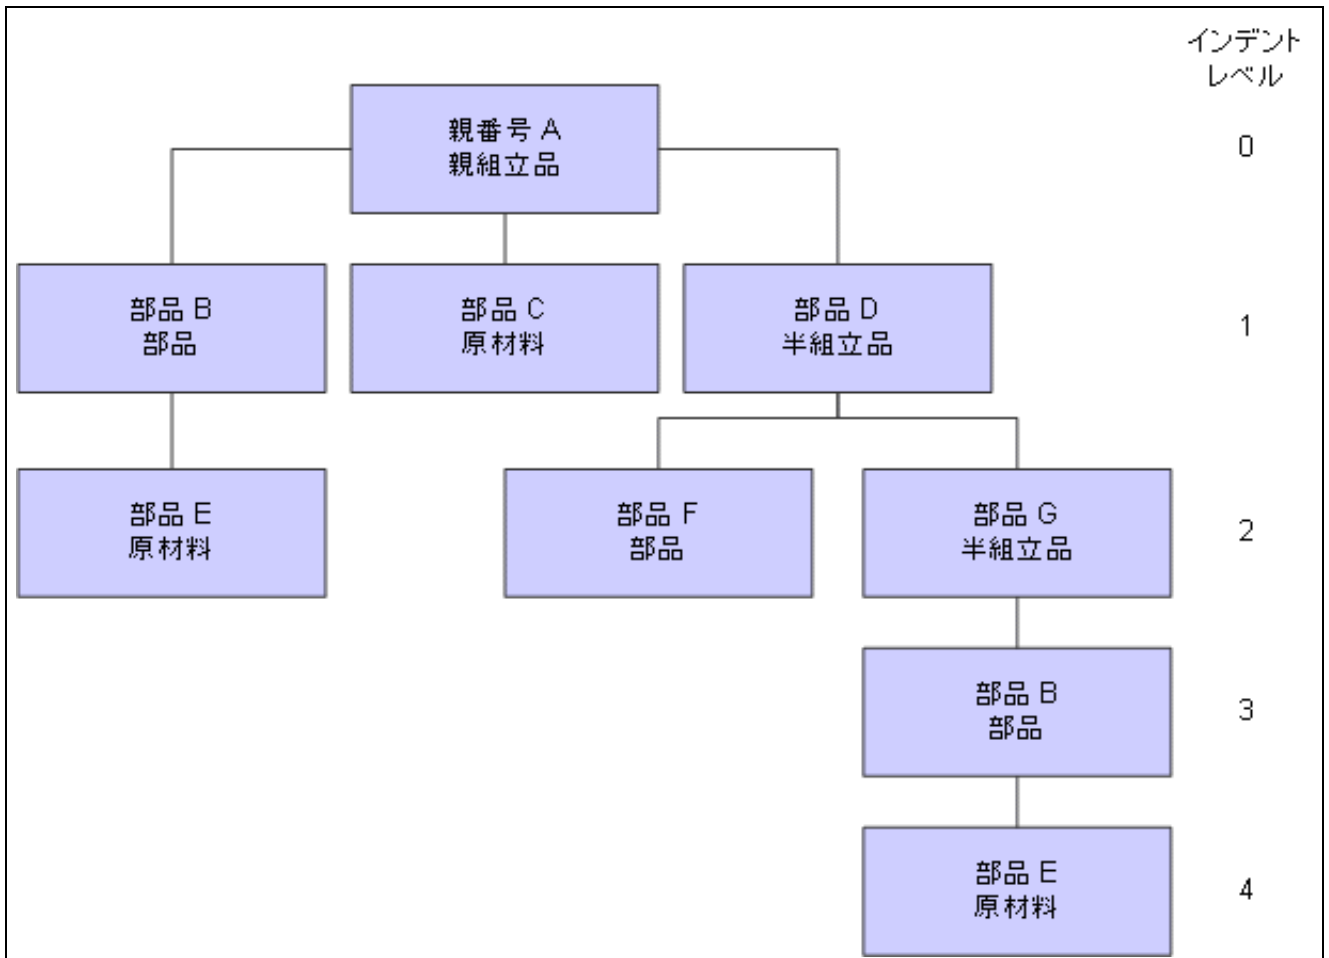 インデント
レベル
親番号 A
親組立品
0
部品 B
部品
部品 C
原材料
部品 D
半組立品
1
部品 E
原材料
部品 F
部品
部品 G
半組立品
2
部品 B
部品
3
部品 E
原材料
4